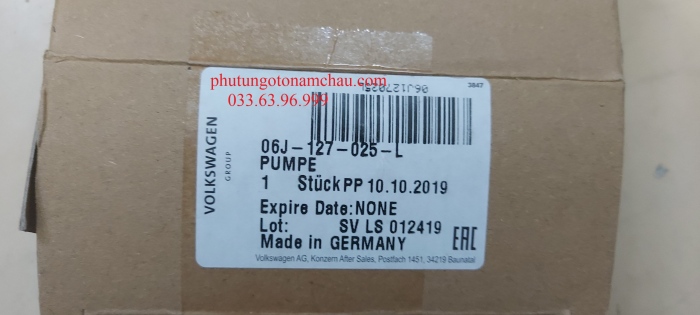 phutungotonamchau.com
033.63.96.999
3847
06J127025L
VOLKSWAGEN
GROUP
06J-127-025-L
PUMPE
1 Stück PP 10.10.2019
Expire Date:NONE
Lot: SV LS 012419
Made in GERMANY EAC
Volkswagen AG, Konzern After Sales, Postfach 1451, 34219 Baunatal